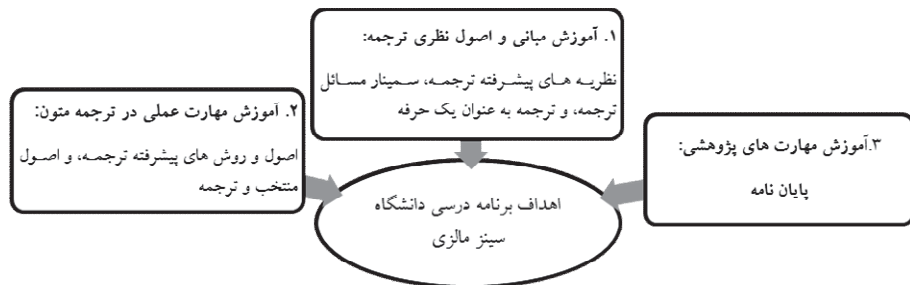 ۱. آموزش مبانی و اصول نظری ترجمه:
نظریه های پیشرفته ترجمه، سمینار مسائل
ترجمه، و ترجمه به عنوان یک حرفه
۲. آموزش مهارت عملی در ترجمه متون:
اصول و روش های پیشرفته ترجمه، و اصول
منتخب و ترجمه
۳.آموزش مهارت های پژوهشی:
پایان نامه
اهداف برنامه درسی دانشگاه
سینز مالزی